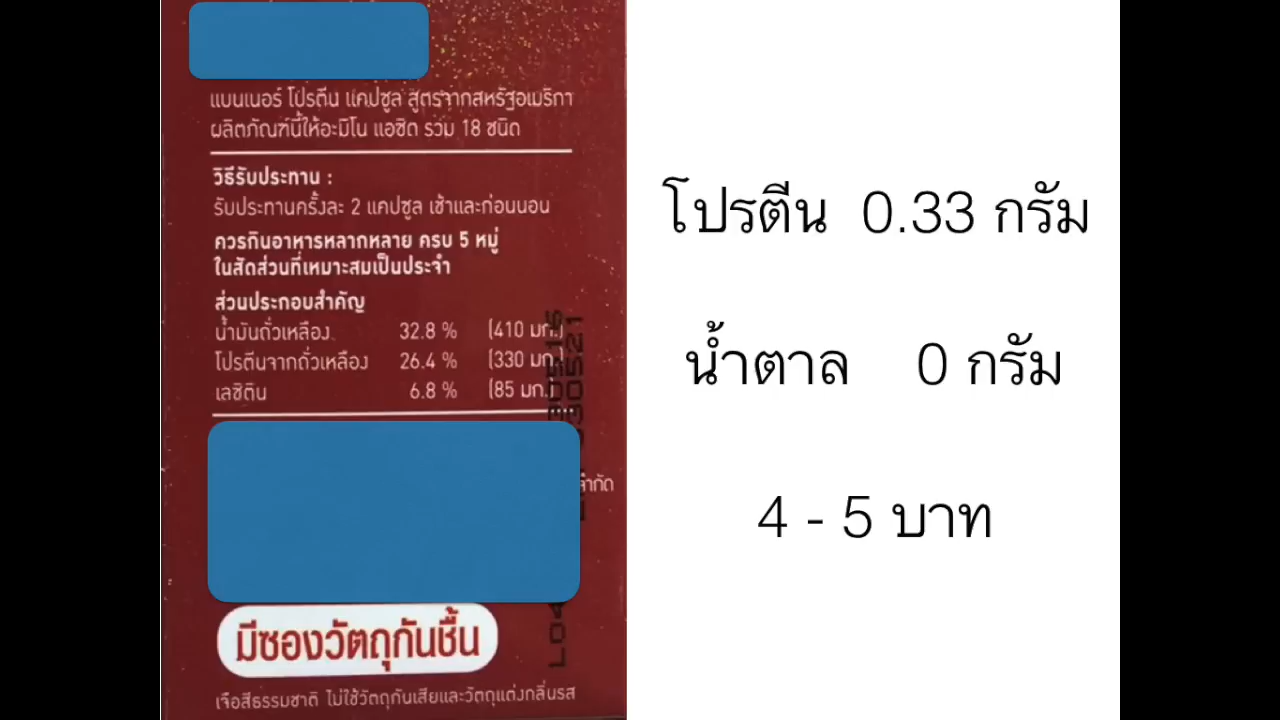 แบนเนอร์ โปรตีน แคปซูล สูตรจากสหรัฐอเมริกา
ผลิตภัณฑ์นี้ให้อะมิโน แอซิด รวม 18 ชนิด
วิธีรับประทาน :
รับประทานครั้งละ 2 แคปซูล เช้าและก่อนนอน
ควรกินอาหารหลากหลาย ครบ 5 หมู่
ในสัดส่วนที่เหมาะสมเป็นประจำ
ส่วนประกอบสำคัญ
น้ำมันถั่วเหลือง 32.8 % (410 มก.)
โปรตีนจากถั่วเหลือง 26.4 % (330 มก.)
เลซิติน 6.8 % (85 มก.)
จำกัด
มีซองวัตถุกันชื้น
เจือสีธรรมชาติ ไม่ใช้วัตถุกันเสียและวัตถุแต่งกลิ่นรส
โปรตีน 0.33 กรัม
น้ำตาล 0 กรัม
4 - 5 บาท